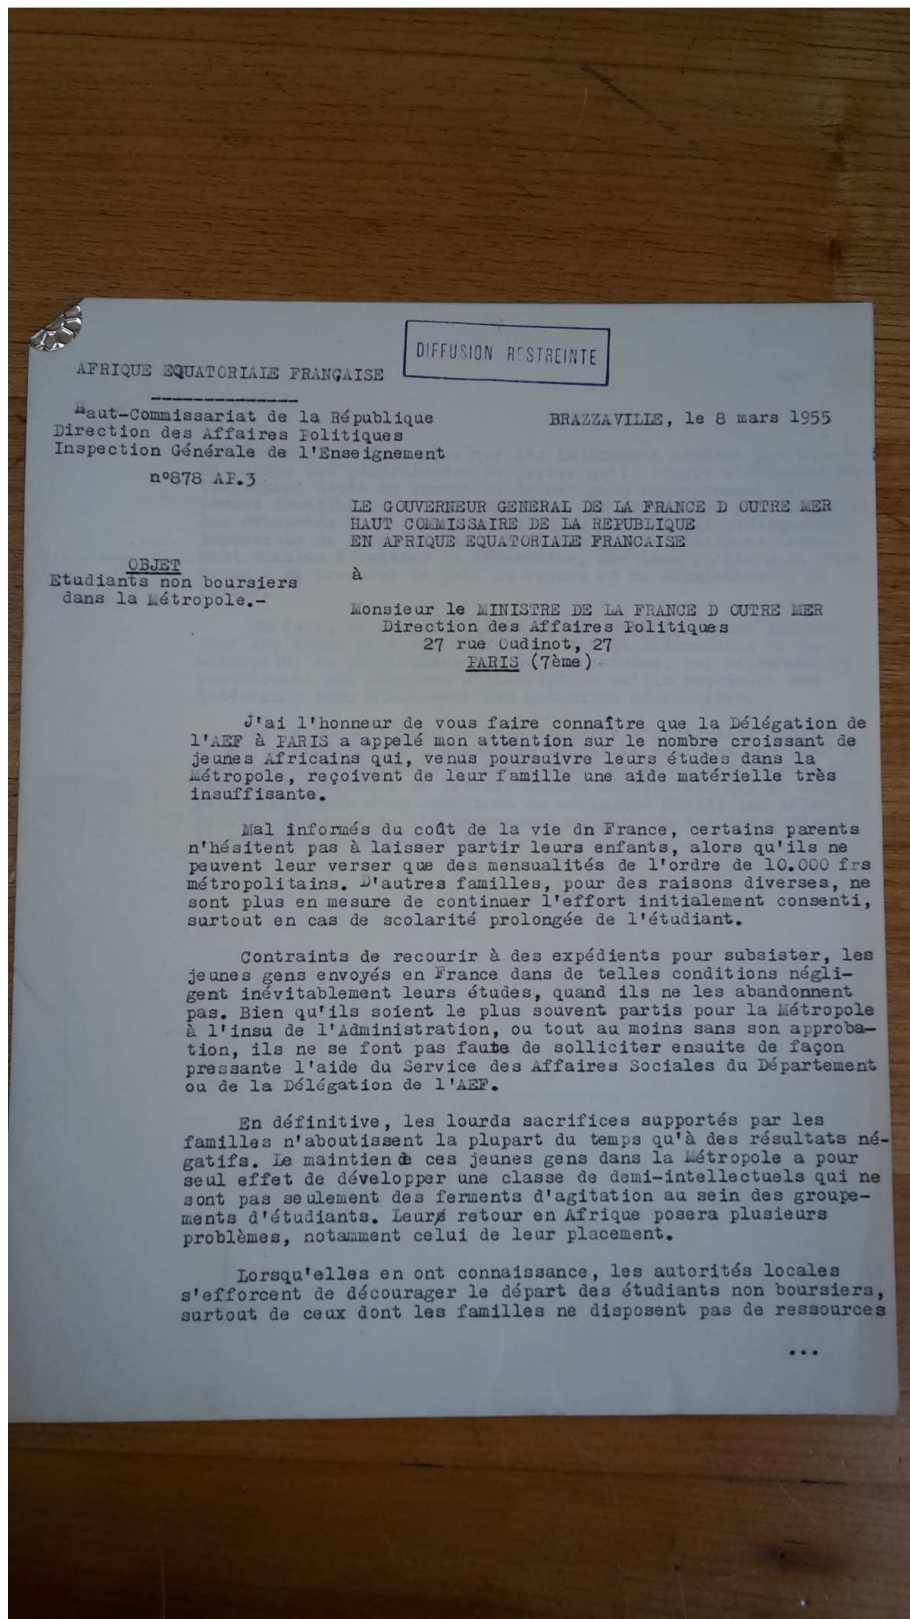 DIFFUSION RESTREINTE
AFRIQUE EQUATORIALE FRANÇAISE
Haut-Commissariat de la République
BRAZZAVILLE, le 8 mars 1955
Direction des Affaires Politiques
Inspection Générale de l'Enseignement
n°878 AP.3
LE GOUVERNEUR GENERAL DE LA FRANCE D OUTRE MER
HAUT COMMISSAIRE DE LA REPUBLIQUE
EN AFRIQUE EQUATORIALE FRANCAISE
OBJET
Etudiants non boursiers
dans la Métropole.-
à
Monsieur le MINISTRE DE LA FRANCE D OUTRE MER
Direction des Affaires Politiques
27 rue Oudinot, 27
PARIS (7ème)-
J'ai l'honneur de vous faire connaître que la Délégation de
l'AEF à PARIS a appelé mon attention sur le nombre croissant de
jeunes Africains qui, venus poursuivre leurs études dans la
Métropole, reçoivent de leur famille une aide matérielle très
insuffisante.
Mal informés du coût de la vie dn France, certains parents
n'hésitent pas à laisser partir leurs enfants, alors qu'ils ne
peuvent leur verser que des mensualités de l'ordre de 10.000 frs
métropolitains. D'autres familles, pour des raisons diverses, ne
sont plus en mesure de continuer l'effort initialement consenti,
surtout en cas de scolarité prolongée de l'étudiant.
Contraints de recourir à des expédients pour subsister, les
jeunes gens envoyés en France dans de telles conditions négli-
gent inévitablement leurs études, quand ils ne les abandonnent
pas. Bien qu'ils soient le plus souvent partis pour la Métropole
à l'insu de l'Administration, ou tout au moins sans son approba-
tion, ils ne se font pas faute de solliciter ensuite de façon
pressante l'aide du Service des Affaires Sociales du Département
ou de la Délégation de l'AEF.
En définitive, les lourds sacrifices supportés par les
familles n'aboutissent la plupart du temps qu'à des résultats né-
gatifs. Le maintien de ces jeunes gens dans la Métropole a pour
seul effet de développer une classe de demi-intellectuels qui ne
sont pas seulement des ferments d'agitation au sein des groupe-
ments d'étudiants. Leur retour en Afrique posera plusieurs
problèmes, notamment celui de leur placement.
Lorsqu'elles en ont connaissance, les autorités locales
s'efforcent de décourager le départ des étudiants non boursiers,
surtout de ceux dont les familles ne disposent pas de ressources
...